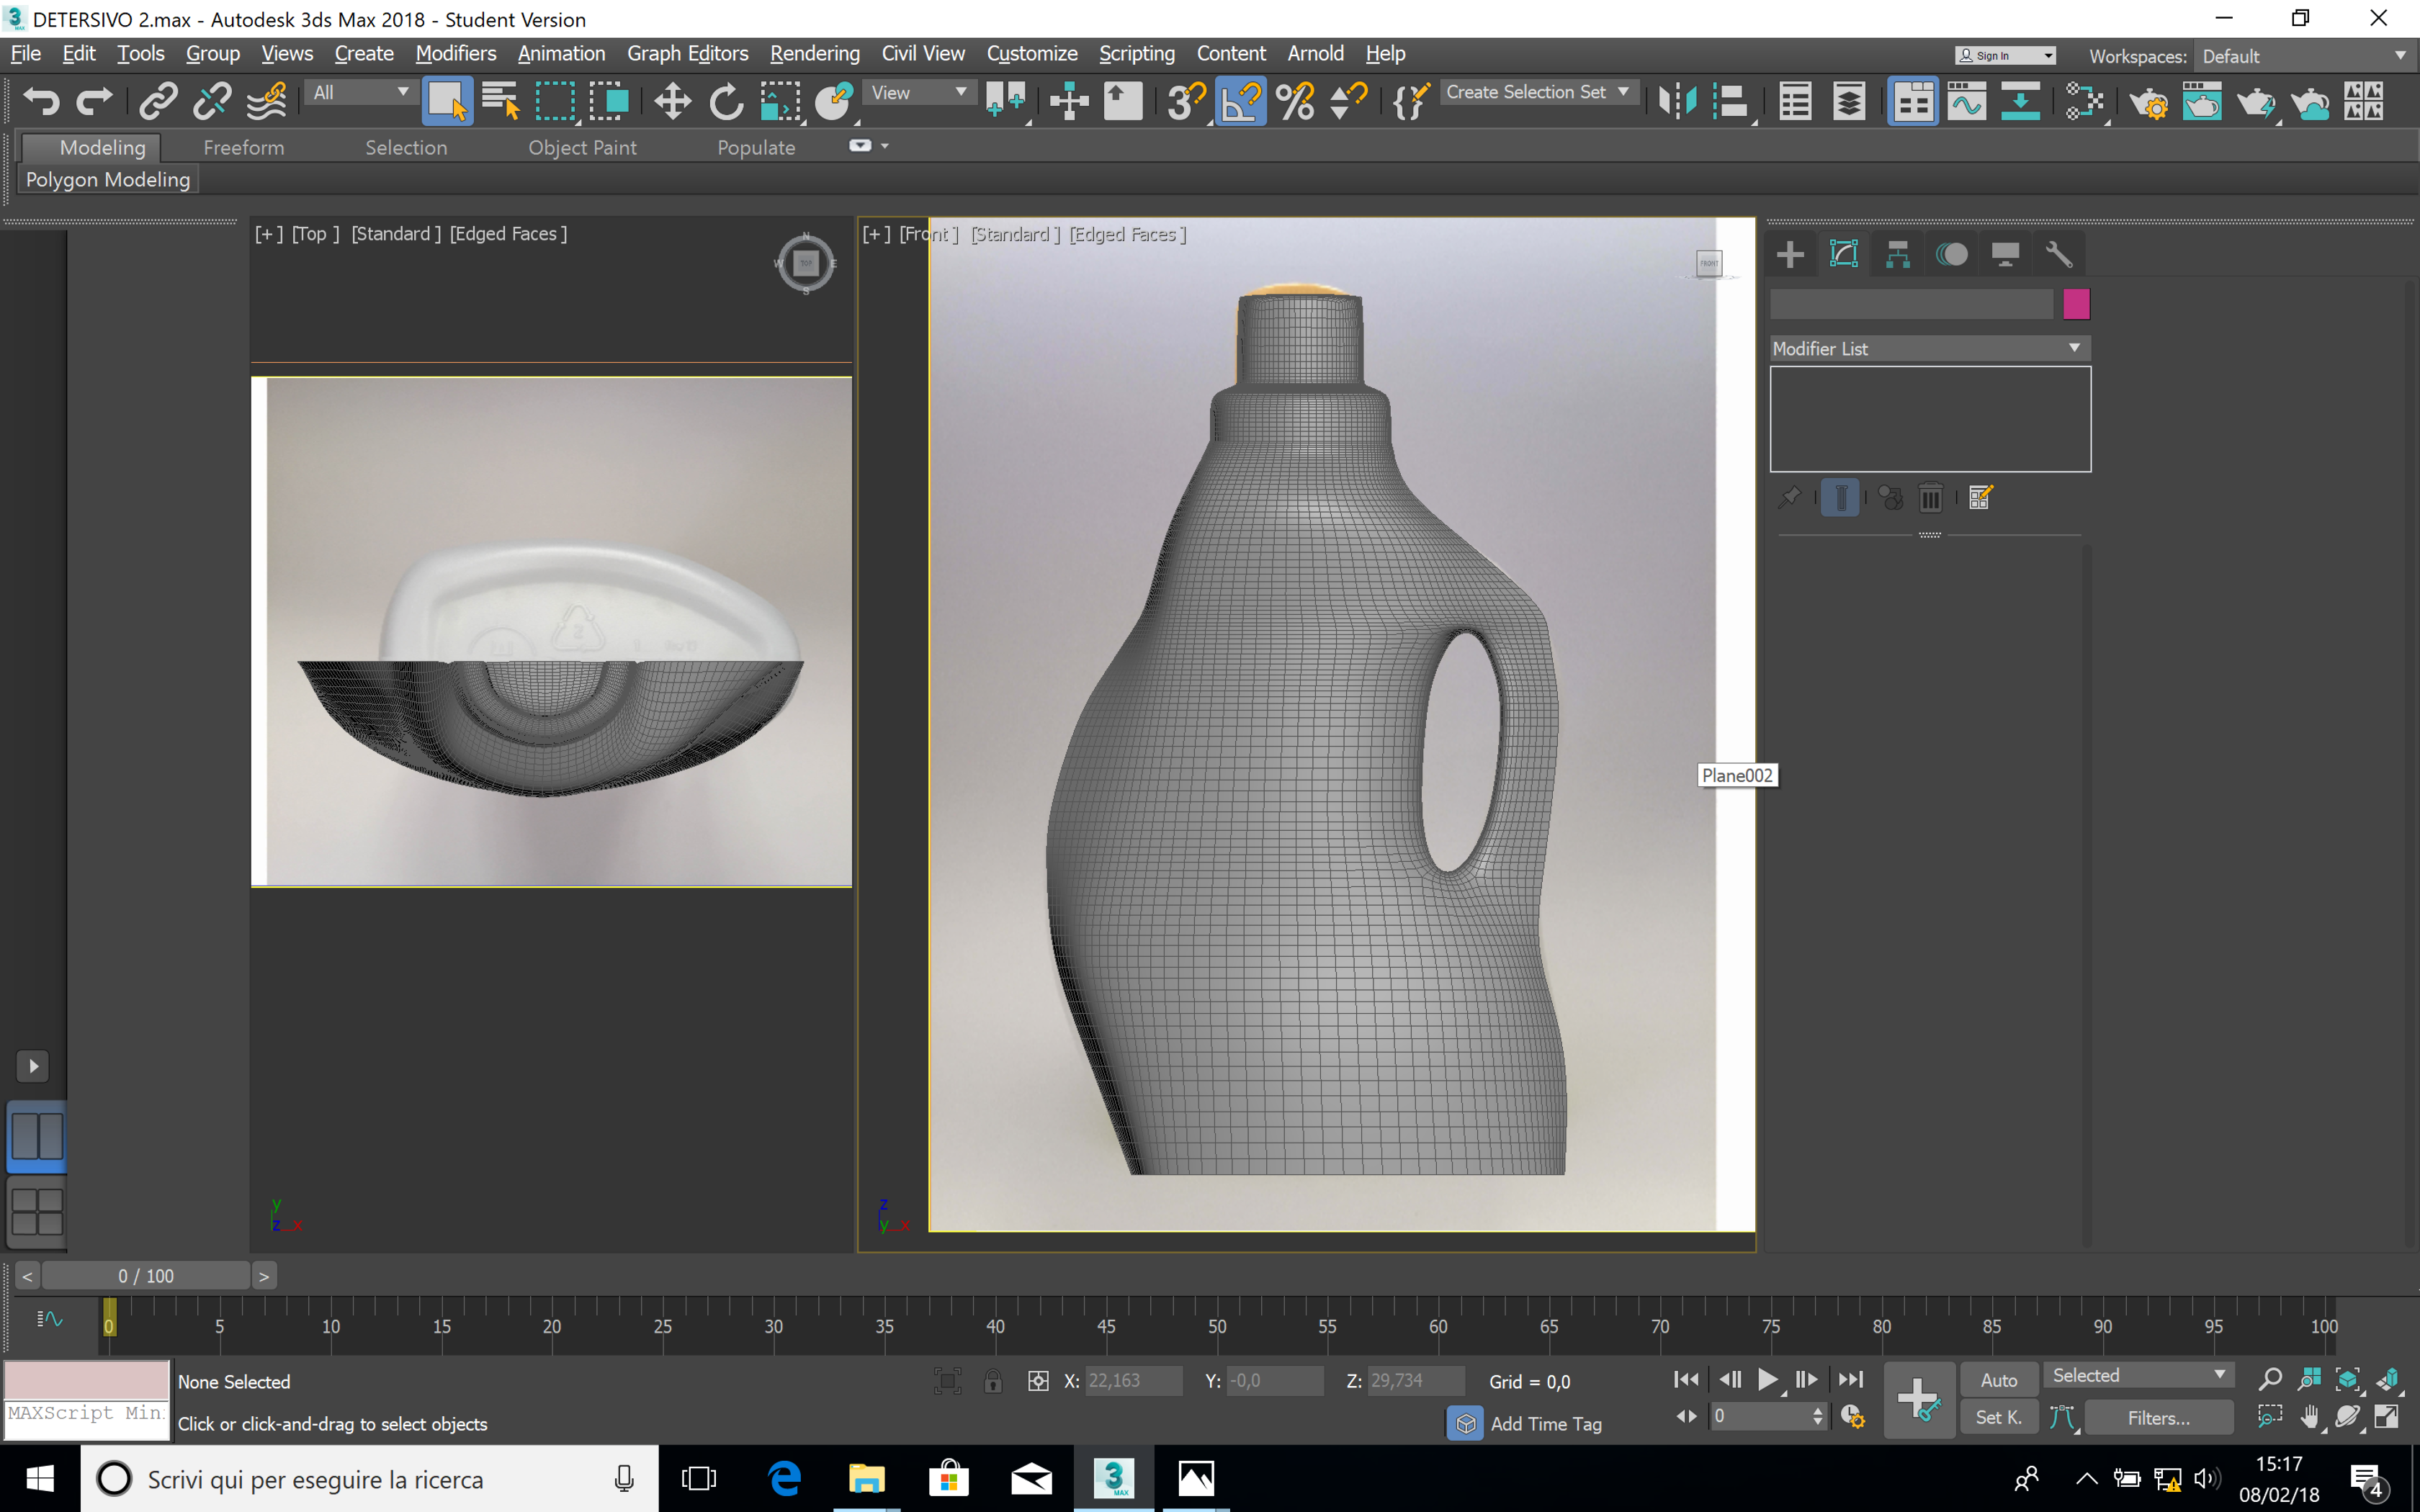 DETERSIVO 2.max - Autodesk 3ds Max 2018 - Student Version
File Edit Tools Group Views Create Modifiers Animation Graph Editors Rendering Civil View Customize Scripting Content Arnold Help
Sign In
Workspaces: Default
All
View
Create Selection Set
Modeling Freeform Selection Object Paint Populate
Polygon Modeling
[+] [Top] [Standard] [Edged Faces]
[+] [Front] [Standard] [Edged Faces]
N
W TOP E
S
FRONT
Modifier List
Plane002
y
z x
z
y x
< 0 / 100 >
0 5 10 15 20 25 30 35 40 45 50 55 60 65 70 75 80 85 90 95 100
None Selected
X: 22,163 Y: -0,0 Z: 29,734 Grid = 0,0
Auto Selected
MAXScript Min
Click or click-and-drag to select objects
Add Time Tag
0
Set K. Filters...
Scrivi qui per eseguire la ricerca
3
MAX
15:17
08/02/18
4